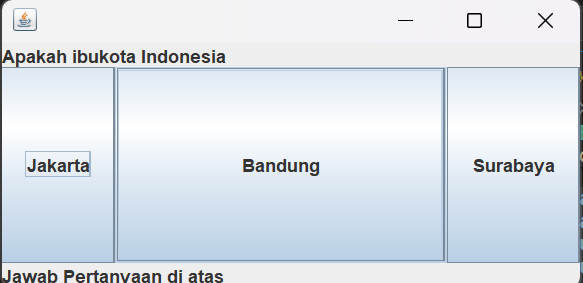 Apakah ibukota Indonesia
Jakarta
Bandung
Surabaya
Jawab Pertanyaan di atas